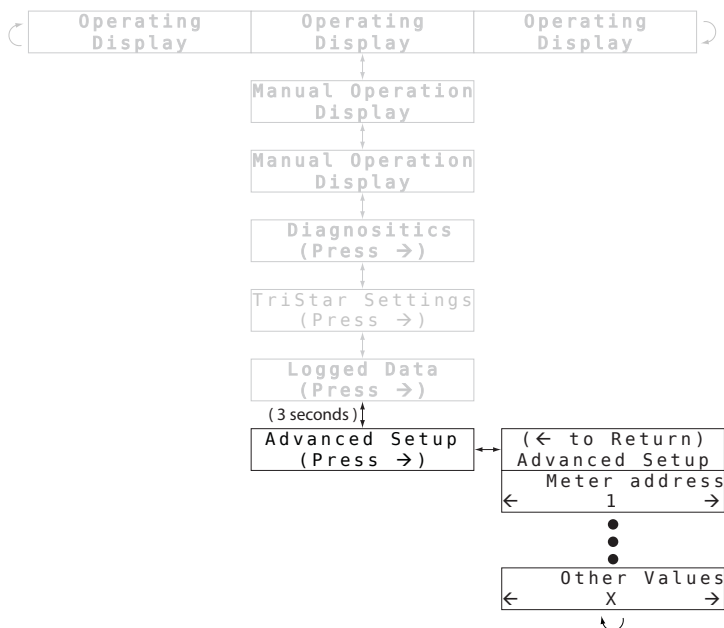 Operating Display
Operating Display
Operating Display
Manual Operation
Display
Manual Operation
Display
Diagnositics
(Press →)
TriStar Settings
(Press →)
Logged Data
(Press →)
( 3 seconds )
Advanced Setup
(Press →)
(← to Return)
Advanced Setup
Meter address
← 1 →
Other Values
← X →